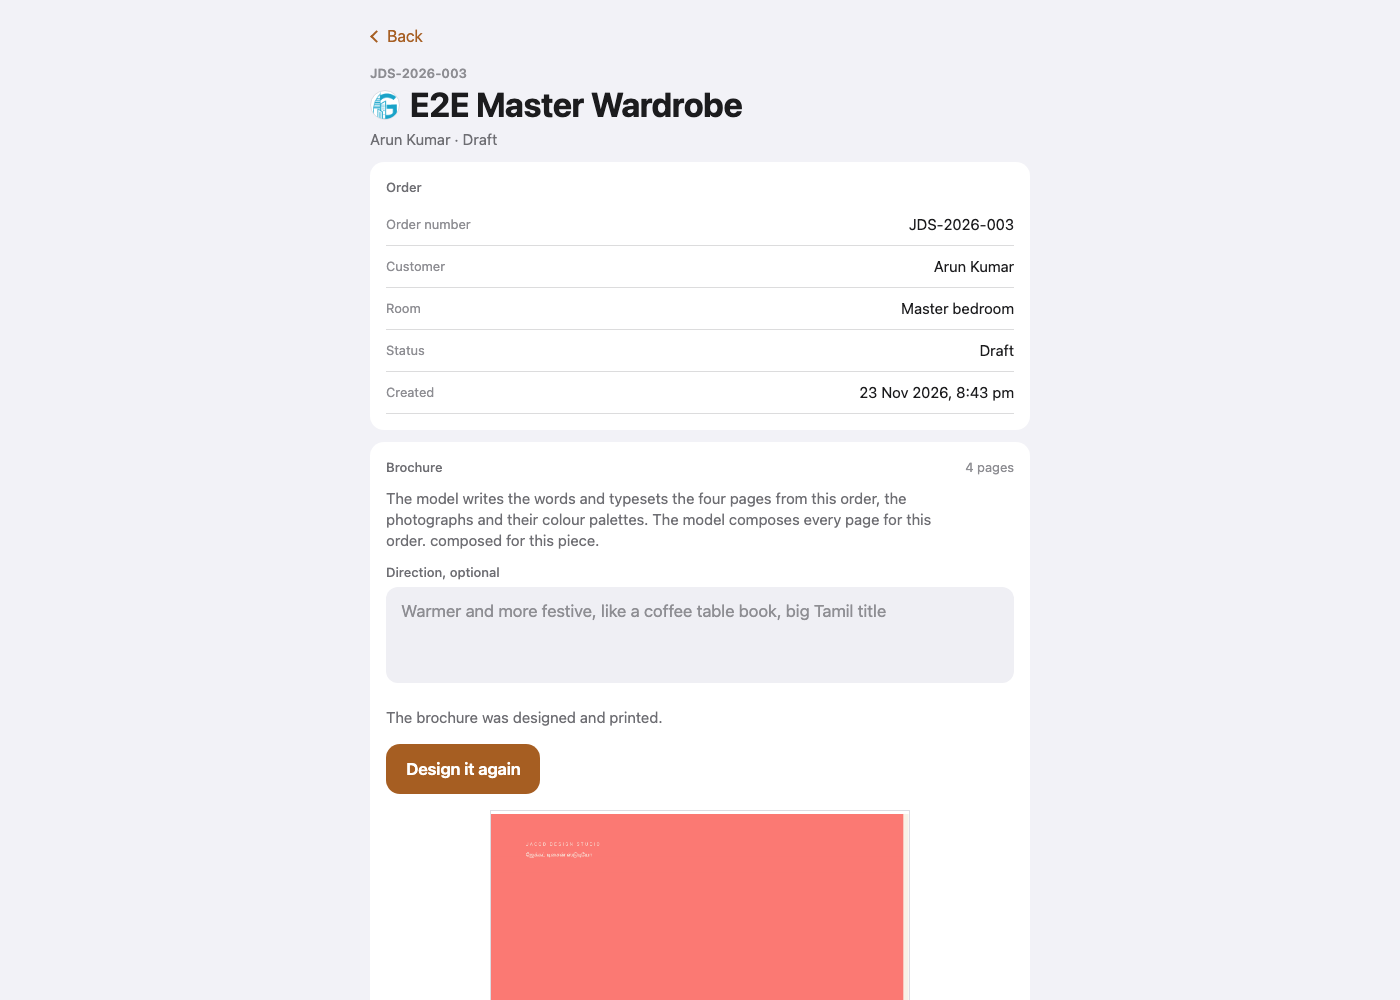 Back
JDS-2026-003
E2E Master Wardrobe
Arun Kumar · Draft
Order
Order number JDS-2026-003
Customer Arun Kumar
Room Master bedroom
Status Draft
Created 23 Nov 2026, 8:43 pm
Brochure 4 pages
The model writes the words and typesets the four pages from this order, the
photographs and their colour palettes. The model composes every page for this
order. composed for this piece.
Direction, optional
Warmer and more festive, like a coffee table book, big Tamil title
The brochure was designed and printed.
Design it again
JACOB DESIGN STUDIO